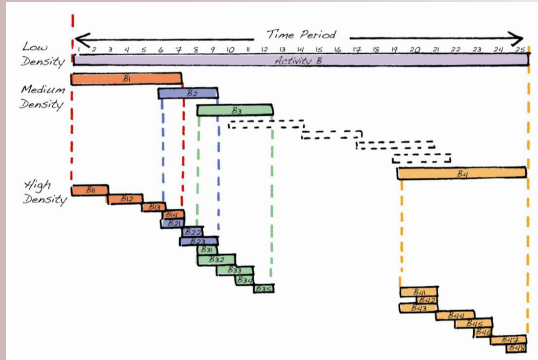 Time Period
1 2 3 4 5 6 7 8 9 10 11 12 13 14 15 16 17 18 19 20 21 22 23 24 25
Low
Density
Activity B
B1
Medium
Density
B2
B3
B4
High
Density
B11
B12
B13
B14
B21
B22
B23
B31
B32
B33
B34
B35
B41
B42
B43
B44
B45
B46
B47
B48